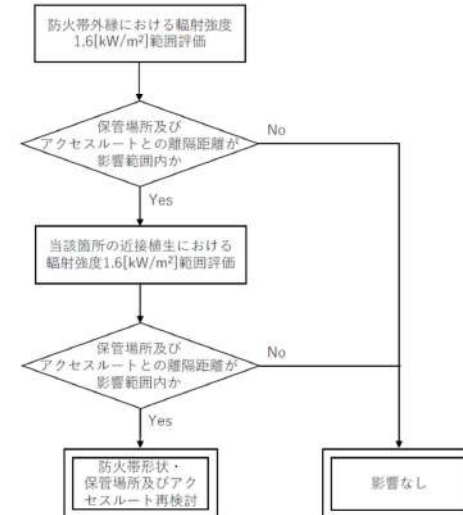 防火帯外縁における輻射強度
1.6[kW/m²]範囲評価
保管場所及び
アクセスルートとの離隔距離が
影響範囲内か
No
Yes
当該箇所の近接植生における
輻射強度1.6[kW/m²]範囲評価
保管場所及び
アクセスルートとの離隔距離が
影響範囲内か
No
Yes
防火帯形状・
保管場所及びアク
セスルート再検討
影響なし